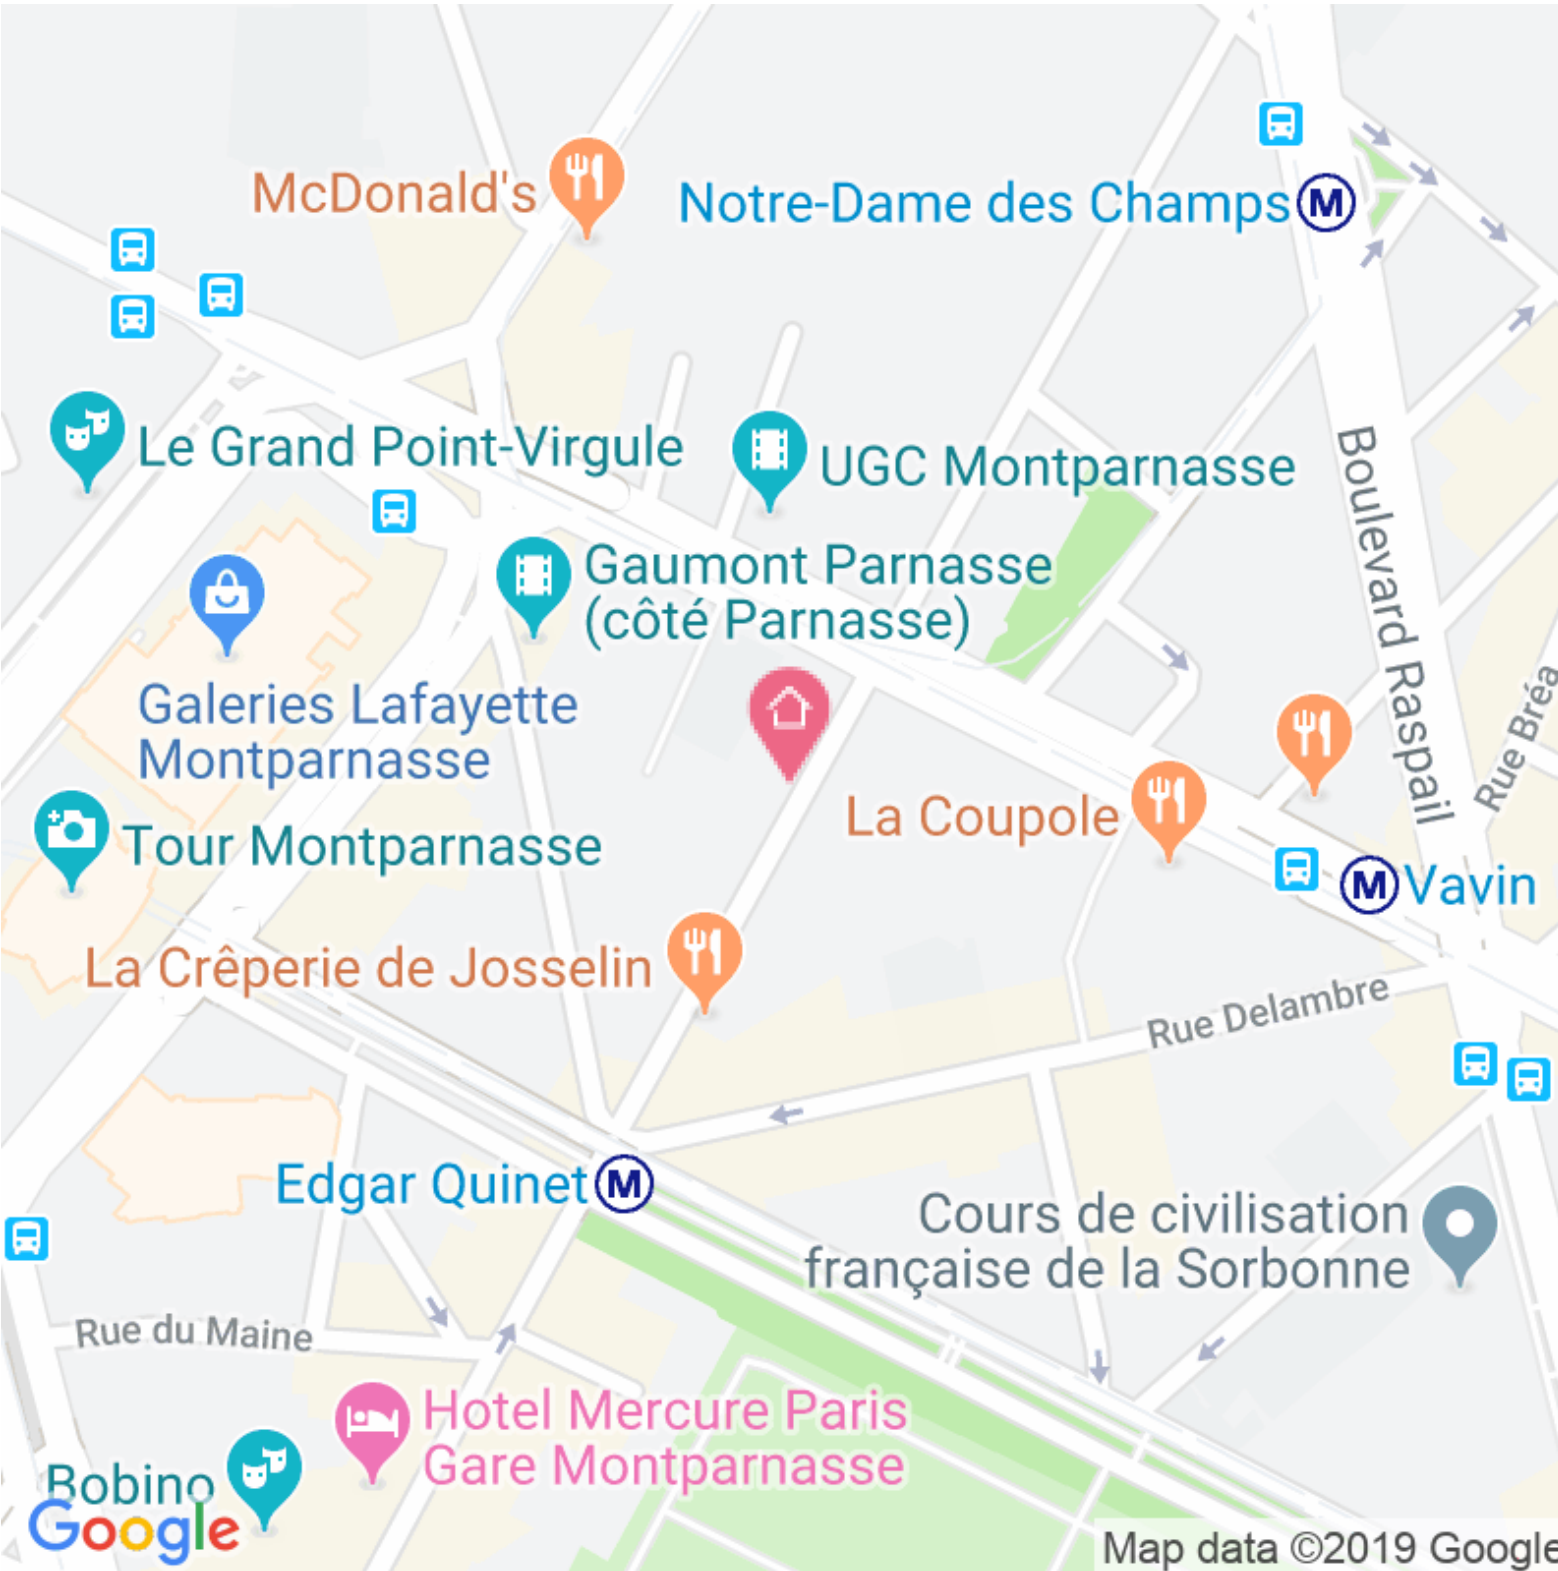 McDonald's
Notre-Dame des Champs M
Le Grand Point-Virgule
UGC Montparnasse
Boulevard Raspail
Gaumont Parnasse
(côté Parnasse)
Galeries Lafayette
Montparnasse
Rue Bréa
La Coupole
Tour Montparnasse
M Vavin
La Crêperie de Josselin
Rue Delambre
Edgar Quinet M
Cours de civilisation
française de la Sorbonne
Rue du Maine
Hotel Mercure Paris
Gare Montparnasse
Bobino
Google
Map data ©2019 Google